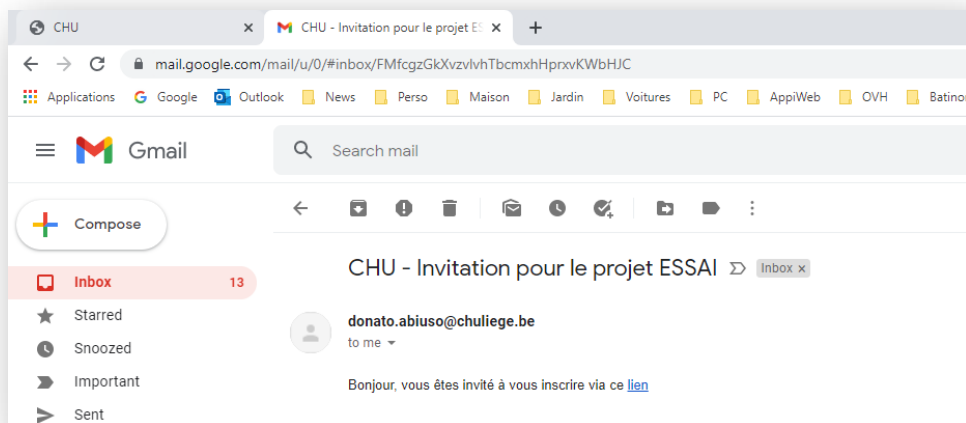 CHU
CHU - Invitation pour le projet ES
mail.google.com/mail/u/0/#inbox/FMfcgzGkXvzvlvhTbcmxhHprxvKWbHJC
Applications Google Outlook News Perso Maison Jardin Voitures PC AppiWeb OVH Batino
Gmail
Search mail
Compose
CHU - Invitation pour le projet ESSAI Inbox x
Inbox 13
donato.abiuso@chuliege.be
Starred
to me
Snoozed
Important
Bonjour, vous êtes invité à vous inscrire via ce lien
Sent